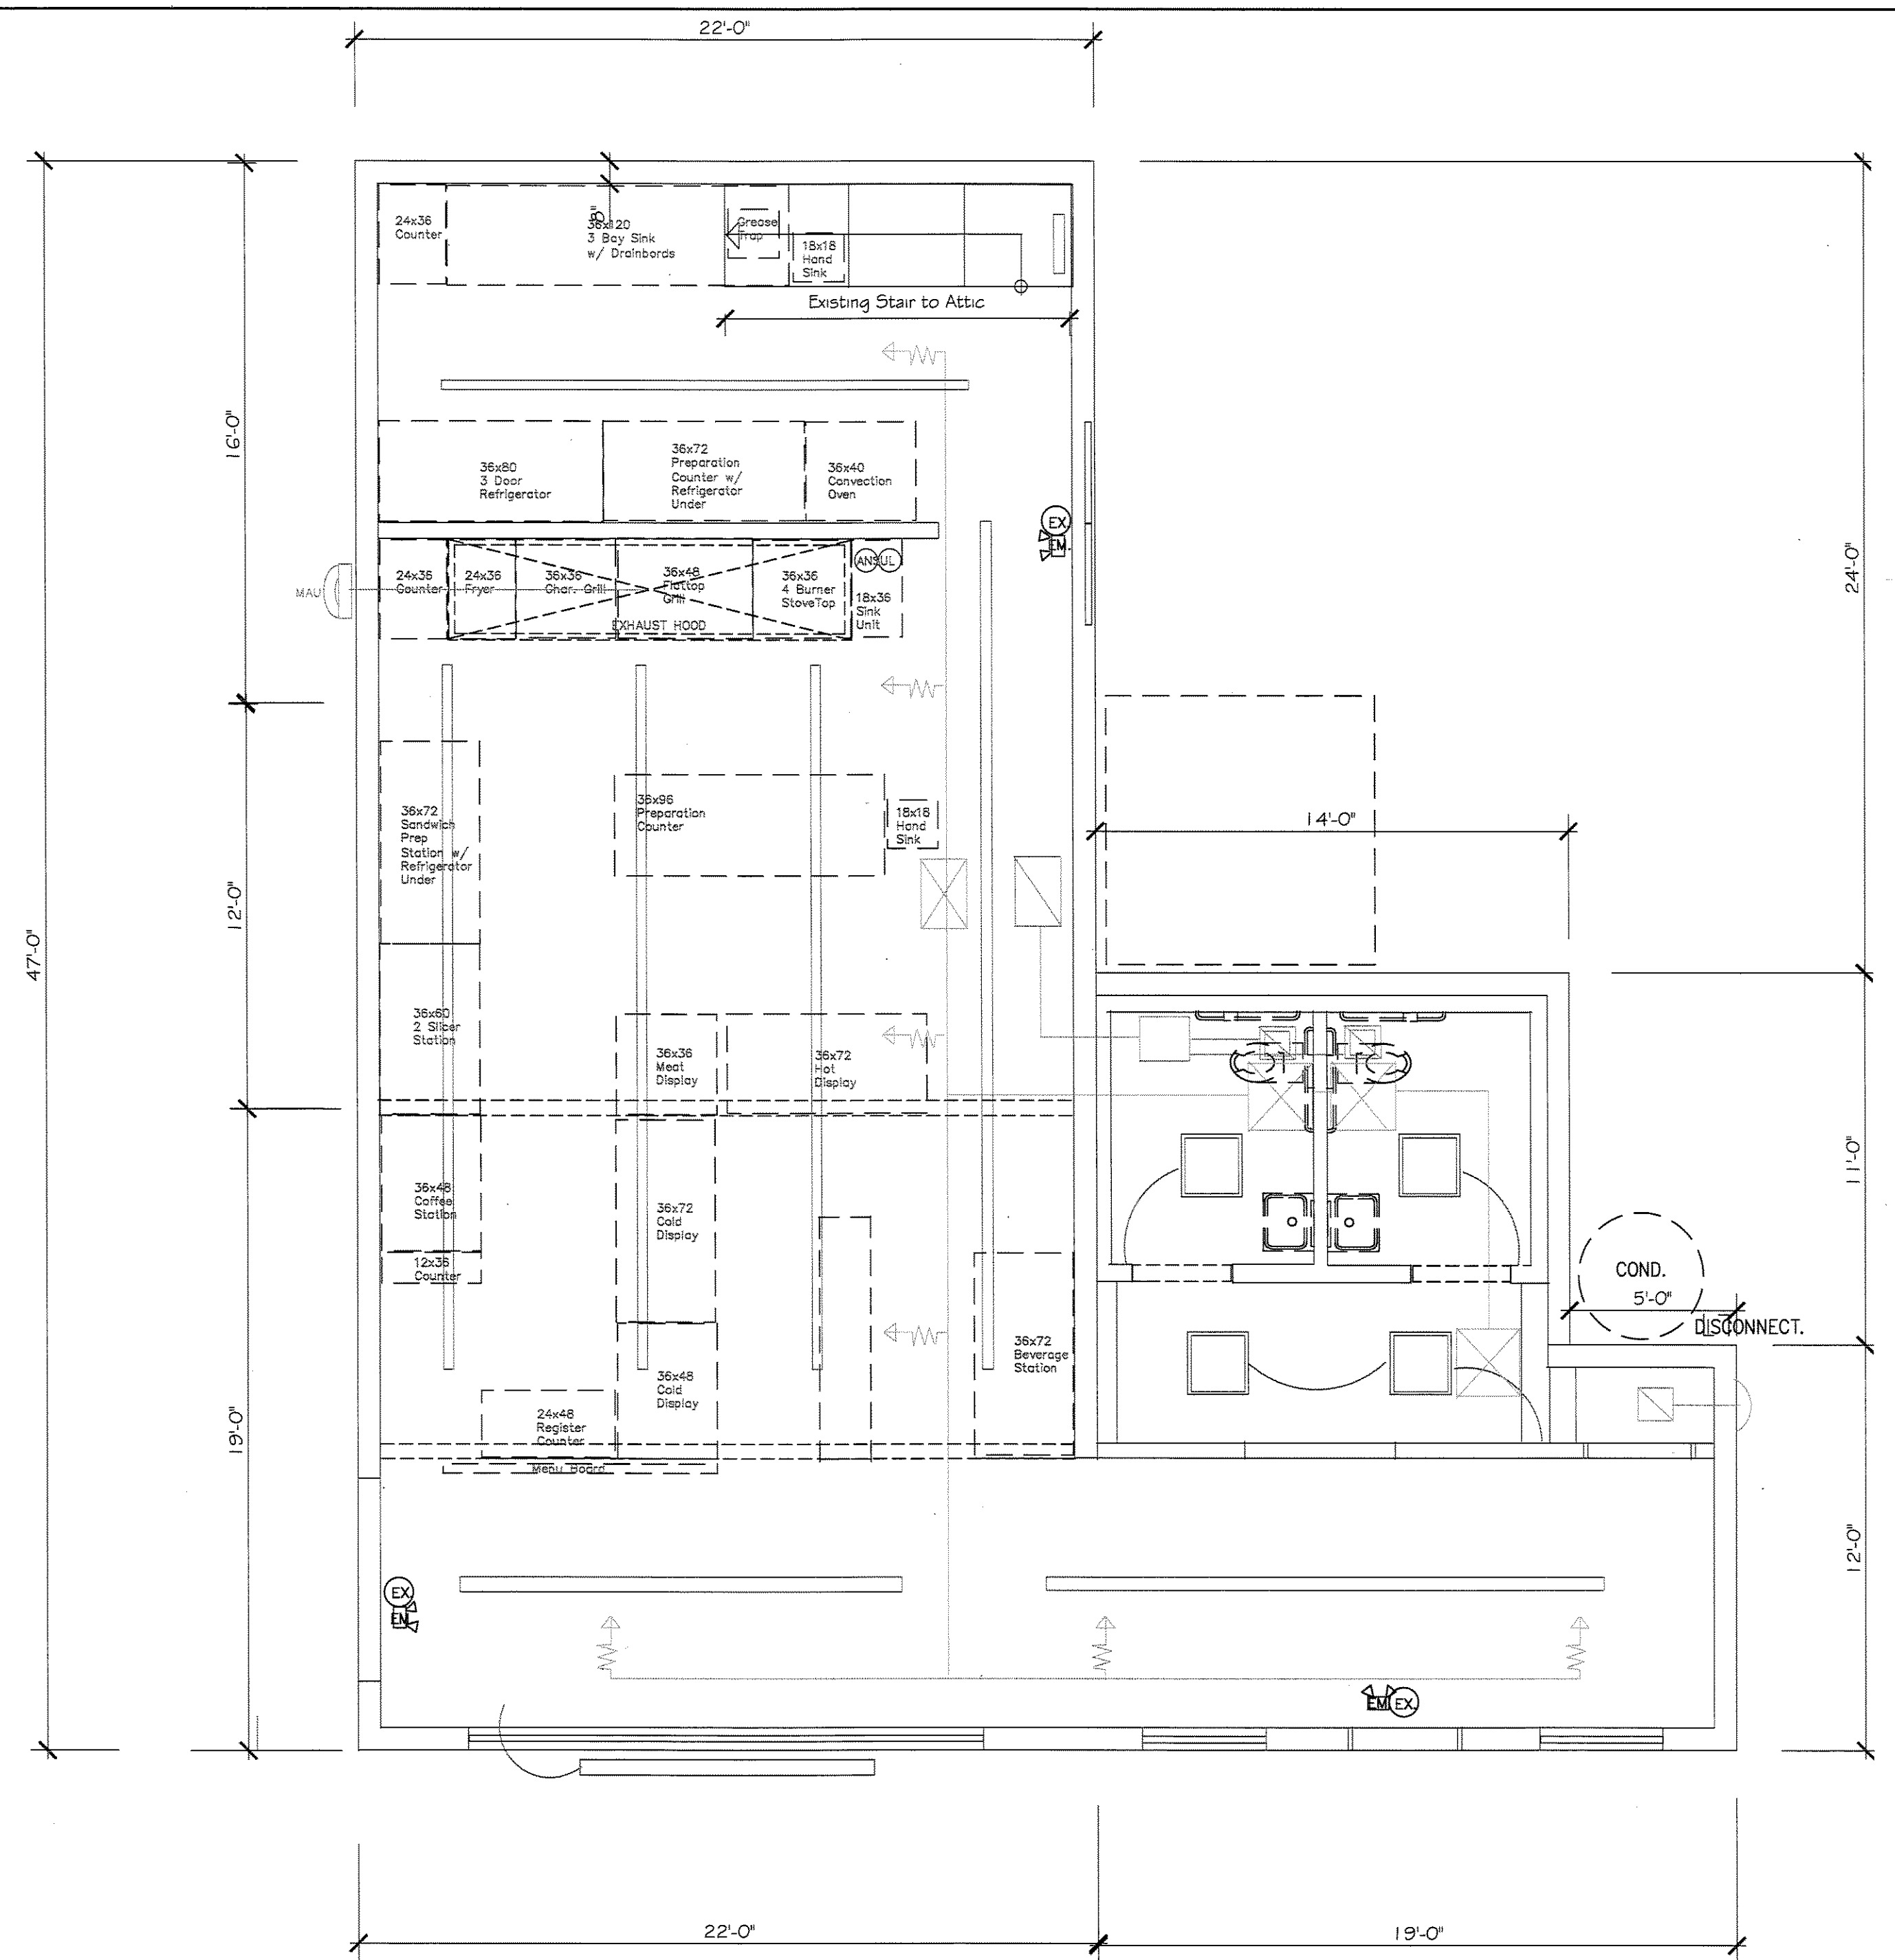 22'-0"
24x36
Counter
8"
36x120
3 Bay Sink
w/ Drainbords
Grease
Trap
18x18
Hand
Sink
Existing Stair to Attic
16'-0"
36x80
3 Door
Refrigerator
36x72
Preparation
Counter w/
Refrigerator
Under
36x40
Convection
Oven
EX.
EM.
24'-0"
MAU
24x36
Counter
24x36
Fryer
36x36
Char. Grill
36x48
Flattop
Grill
36x36
4 Burner
StoveTop
ANSUL
18x36
Sink
Unit
EXHAUST HOOD
36x72
Sandwich
Prep
Station w/
Refrigerator
Under
36x96
Preparation
Counter
18x18
Hand
Sink
14'-0"
12'-0"
47'-0"
36x60
2 Slicer
Station
36x36
Meat
Display
36x72
Hot
Display
11'-0"
36x48
Coffee
Station
12x36
Counter
36x72
Cold
Display
COND.
5'-0"
DISCONNECT.
36x72
Beverage
Station
36x48
Cold
Display
24x48
Register
Counter
Menu Board
19'-0"
12'-0"
EX.
EM.
EM.
EX.
22'-0"
19'-0"